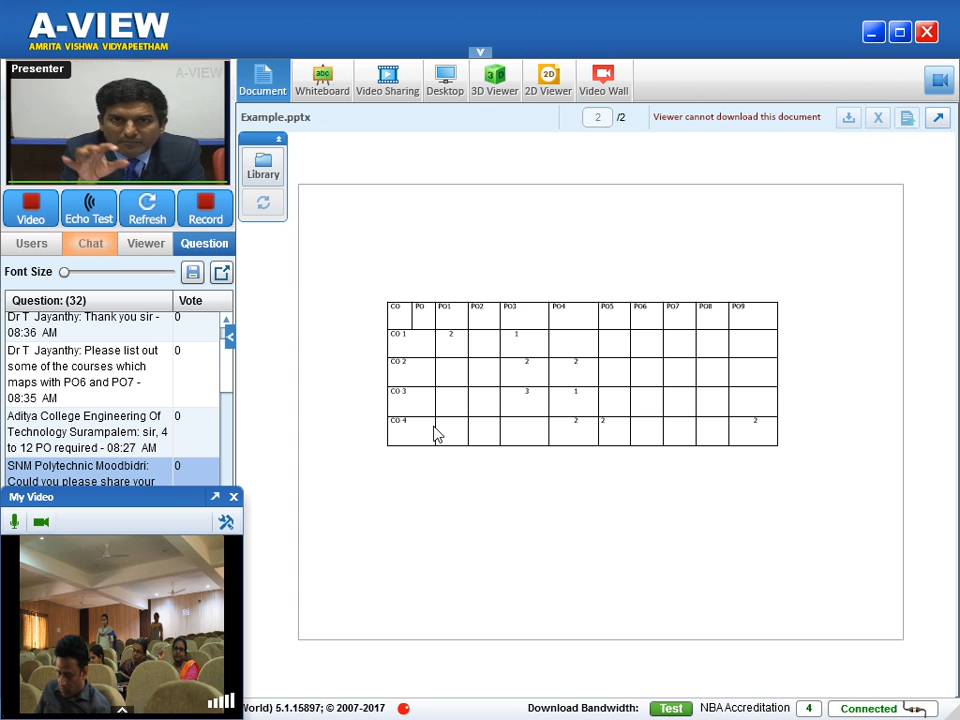 A-VIEW
AMRITA VISHWA VIDYAPEETHAM
Presenter
A-VIEW
Document
Whiteboard
Video Sharing
Desktop
3D Viewer
2D Viewer
Video Wall
Example.pptx
2 /2
Viewer cannot download this document
Library
Video
Echo Test
Refresh
Record
Users
Chat
Viewer
Question
Font Size
Question: (32) Vote
Dr T Jayanthy: Thank you sir - 0
08:36 AM
Dr T Jayanthy: Please list out 0
some of the courses which
maps with PO6 and PO7 -
08:35 AM
Aditya College Engineering Of 0
Technology Surampalem: sir, 4
to 12 PO required - 08:27 AM
SNM Polytechnic Moodbidri: 0
Could you please share your
My Video
CO PO PO1 PO2 PO3 PO4 PO5 PO6 PO7 PO8 PO9
CO 1 2 1
CO 2 2 2
CO 3 3 1
CO 4 2 2 2
World) 5.1.15897; © 2007-2017
Download Bandwidth: Test
NBA Accreditation 4
Connected